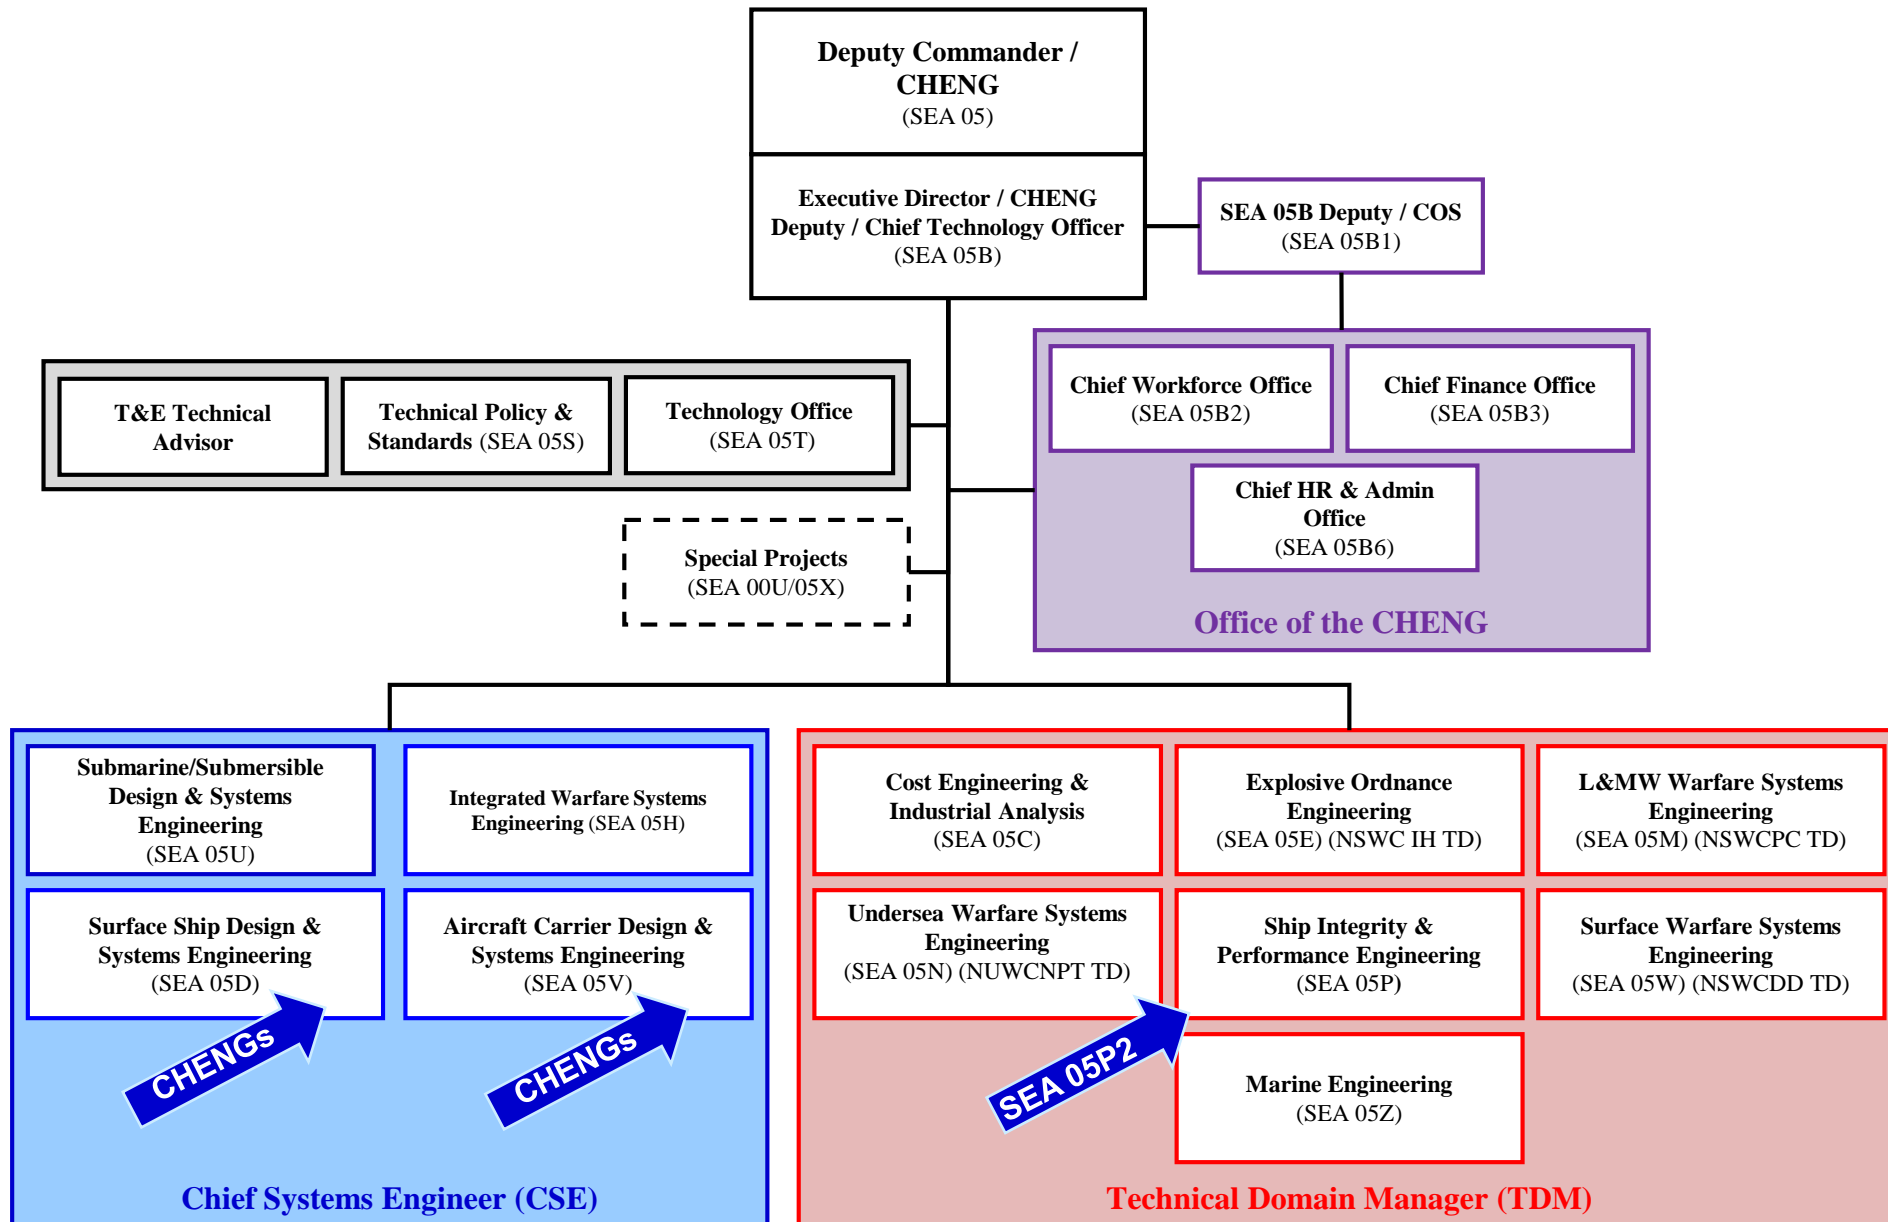 Deputy Commander /
CHENG
(SEA 05)
Executive Director / CHENG
Deputy / Chief Technology Officer
(SEA 05B)
SEA 05B Deputy / COS
(SEA 05B1)
T&E Technical
Advisor
Technical Policy &
Standards (SEA 05S)
Technology Office
(SEA 05T)
Chief Workforce Office
(SEA 05B2)
Chief Finance Office
(SEA 05B3)
Chief HR & Admin
Office
(SEA 05B6)
Office of the CHENG
Special Projects
(SEA 00U/05X)
Submarine/Submersible
Design & Systems
Engineering
(SEA 05U)
Integrated Warfare Systems
Engineering (SEA 05H)
Surface Ship Design &
Systems Engineering
(SEA 05D)
Aircraft Carrier Design &
Systems Engineering
(SEA 05V)
CHENGs
CHENGs
Chief Systems Engineer (CSE)
Cost Engineering &
Industrial Analysis
(SEA 05C)
Explosive Ordnance
Engineering
(SEA 05E) (NSWC IH TD)
L&MW Warfare Systems
Engineering
(SEA 05M) (NSWCPC TD)
Undersea Warfare Systems
Engineering
(SEA 05N) (NUWCNPT TD)
Ship Integrity &
Performance Engineering
(SEA 05P)
Surface Warfare Systems
Engineering
(SEA 05W) (NSWCDD TD)
SEA 05P2
Marine Engineering
(SEA 05Z)
Technical Domain Manager (TDM)